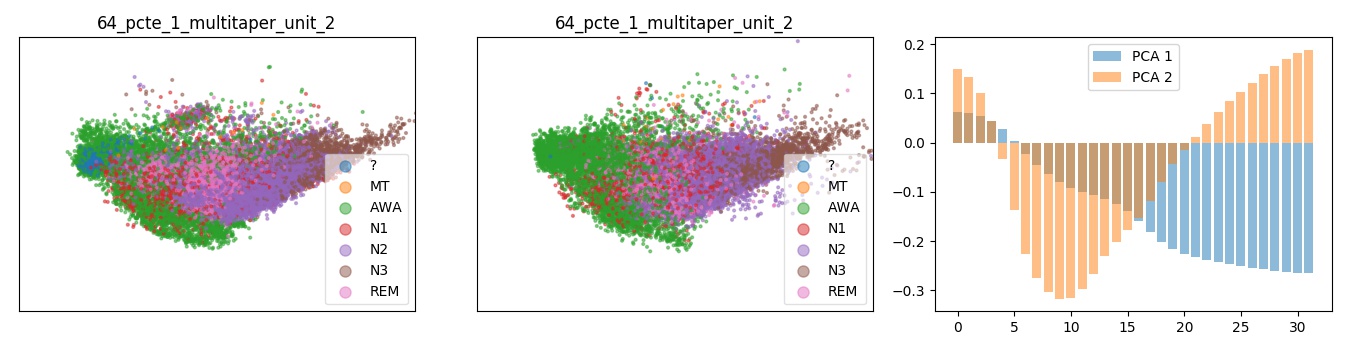 64_pcte_1_multitaper_unit_2
?
MT
AWA
N1
N2
N3
REM
64_pcte_1_multitaper_unit_2
?
MT
AWA
N1
N2
N3
REM
PCA 1
PCA 2
0.2
0.1
0.0
−0.1
−0.2
−0.3
0 5 10 15 20 25 30